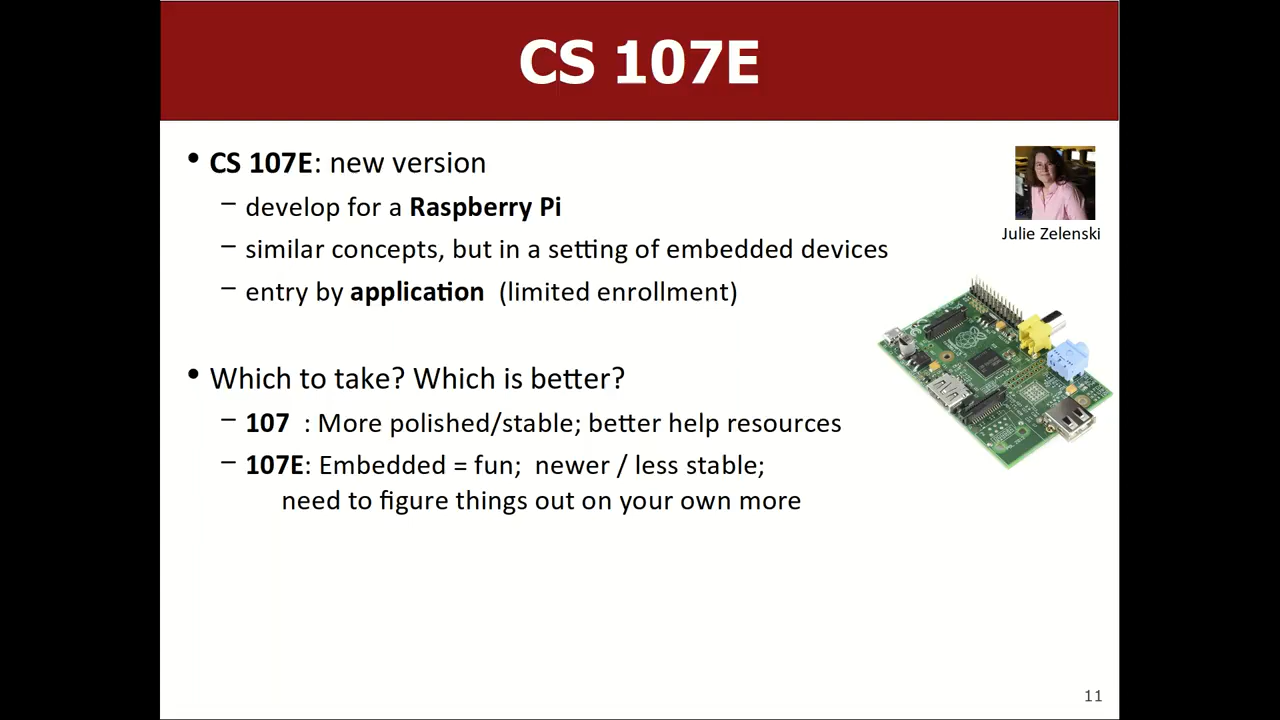 CS 107E
• CS 107E: new version
– develop for a Raspberry Pi
– similar concepts, but in a setting of embedded devices
– entry by application (limited enrollment)
Julie Zelenski
• Which to take? Which is better?
– 107 : More polished/stable; better help resources
– 107E: Embedded = fun; newer / less stable;
need to figure things out on your own more
11